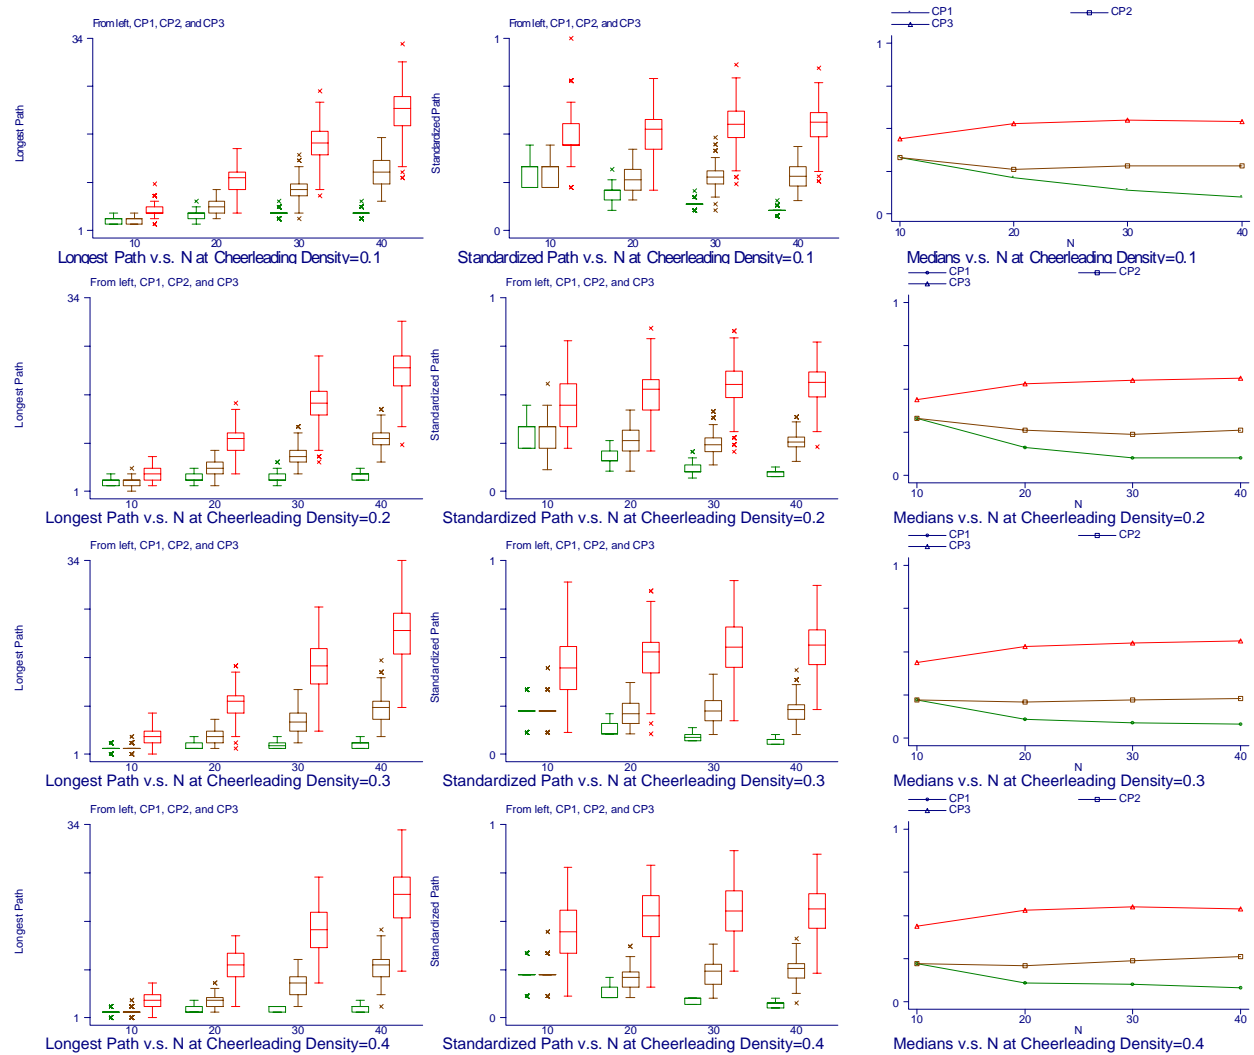 From left, CP1, CP2, and CP3
34
1
Longest Path
10 20 30 40
Longest Path v.s. N at Cheerleading Density=0.1
From left, CP1, CP2, and CP3
1
0
Standardized Path
10 20 30 40
Standardized Path v.s. N at Cheerleading Density=0.1
CP1 CP2
CP3
1
0
10 20 30 40
N
Medians v.s. N at Cheerleading Density=0.1
From left, CP1, CP2, and CP3
34
1
Longest Path
10 20 30 40
Longest Path v.s. N at Cheerleading Density=0.2
From left, CP1, CP2, and CP3
1
0
Standardized Path
10 20 30 40
Standardized Path v.s. N at Cheerleading Density=0.2
CP1 CP2
CP3
1
0
10 20 30 40
N
Medians v.s. N at Cheerleading Density=0.2
From left, CP1, CP2, and CP3
34
1
Longest Path
10 20 30 40
Longest Path v.s. N at Cheerleading Density=0.3
From left, CP1, CP2, and CP3
1
0
Standardized Path
10 20 30 40
Standardized Path v.s. N at Cheerleading Density=0.3
CP1 CP2
CP3
1
0
10 20 30 40
N
Medians v.s. N at Cheerleading Density=0.3
From left, CP1, CP2, and CP3
34
1
Longest Path
10 20 30 40
Longest Path v.s. N at Cheerleading Density=0.4
From left, CP1, CP2, and CP3
1
0
Standardized Path
10 20 30 40
Standardized Path v.s. N at Cheerleading Density=0.4
CP1 CP2
CP3
1
0
10 20 30 40
N
Medians v.s. N at Cheerleading Density=0.4